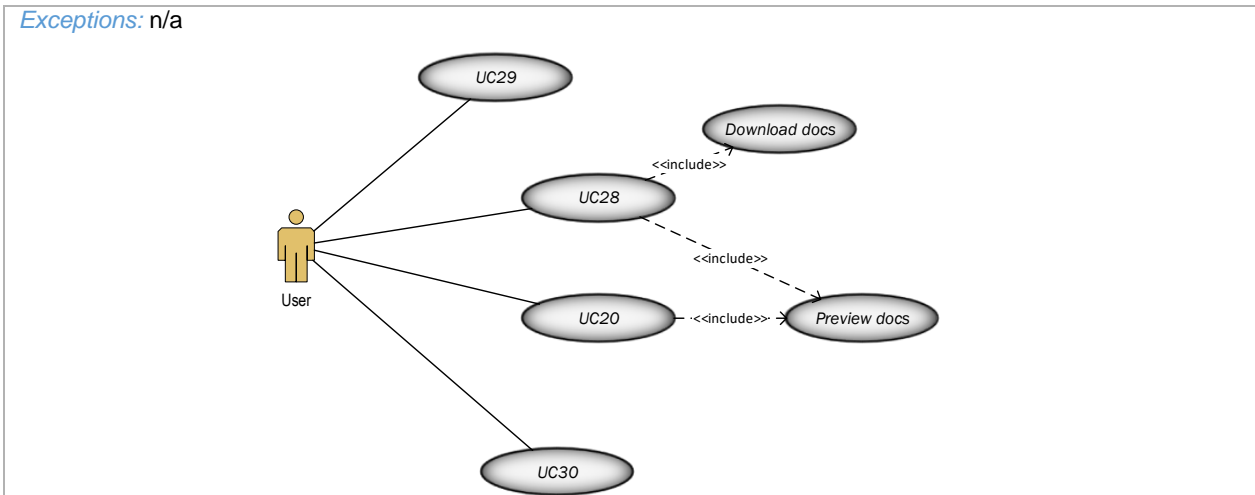 Exceptions: n/a
UC29
Download docs
<<include>>
UC28
<<include>>
User
UC20
<<include>>
Preview docs
UC30